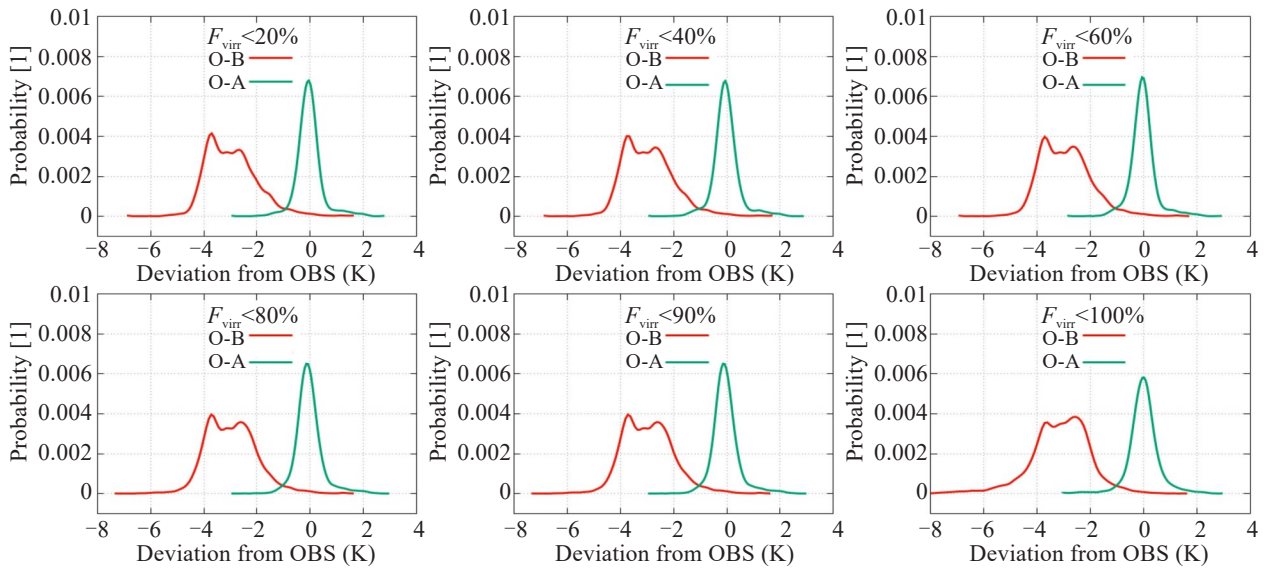 0.01
0.008
0.006
0.004
0.002
0
Probability [1]
F_virr<20%
O-B
O-A
−8 −6 −4 −2 0 2 4
Deviation from OBS (K)
0.01
0.008
0.006
0.004
0.002
0
Probability [1]
F_virr<40%
O-B
O-A
−8 −6 −4 −2 0 2 4
Deviation from OBS (K)
0.01
0.008
0.006
0.004
0.002
0
Probability [1]
F_virr<60%
O-B
O-A
−8 −6 −4 −2 0 2 4
Deviation from OBS (K)
0.01
0.008
0.006
0.004
0.002
0
Probability [1]
F_virr<80%
O-B
O-A
−8 −6 −4 −2 0 2 4
Deviation from OBS (K)
0.01
0.008
0.006
0.004
0.002
0
Probability [1]
F_virr<90%
O-B
O-A
−8 −6 −4 −2 0 2 4
Deviation from OBS (K)
0.01
0.008
0.006
0.004
0.002
0
Probability [1]
F_virr<100%
O-B
O-A
−8 −6 −4 −2 0 2 4
Deviation from OBS (K)